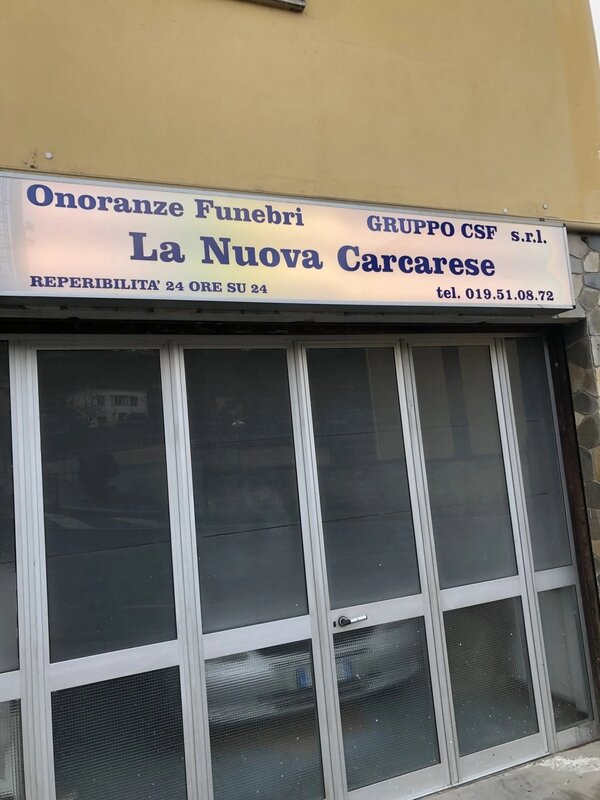 Onoranze Funebri GRUPPO CSF s.r.l.
La Nuova Carcarese
REPERIBILITA' 24 ORE SU 24 tel. 019.51.08.72